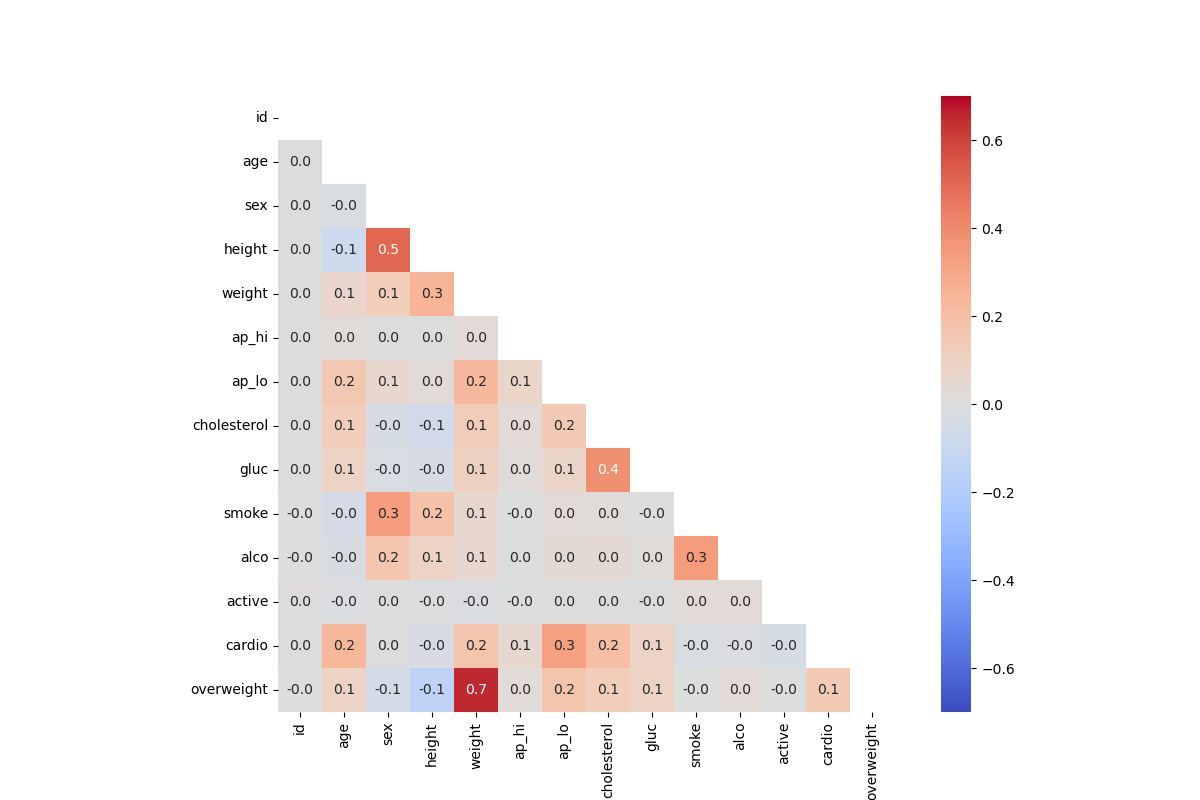 id
age 0.0
sex 0.0 -0.0
height 0.0 -0.1 0.5
weight 0.0 0.1 0.1 0.3
ap_hi 0.0 0.0 0.0 0.0 0.0
ap_lo 0.0 0.2 0.1 0.0 0.2 0.1
cholesterol 0.0 0.1 -0.0 -0.1 0.1 0.0 0.2
gluc 0.0 0.1 -0.0 -0.0 0.1 0.0 0.1 0.4
smoke -0.0 -0.0 0.3 0.2 0.1 -0.0 0.0 0.0 -0.0
alco -0.0 -0.0 0.2 0.1 0.1 0.0 0.0 0.0 0.0 0.3
active 0.0 -0.0 0.0 -0.0 -0.0 -0.0 0.0 0.0 -0.0 0.0 0.0
cardio 0.0 0.2 0.0 -0.0 0.2 0.1 0.3 0.2 0.1 -0.0 -0.0 -0.0
overweight -0.0 0.1 -0.1 -0.1 0.7 0.0 0.2 0.1 0.1 -0.0 0.0 -0.0 0.1
id age sex height weight ap_hi ap_lo cholesterol gluc smoke alco active cardio overweight
0.6
0.4
0.2
0.0
−0.2
−0.4
−0.6